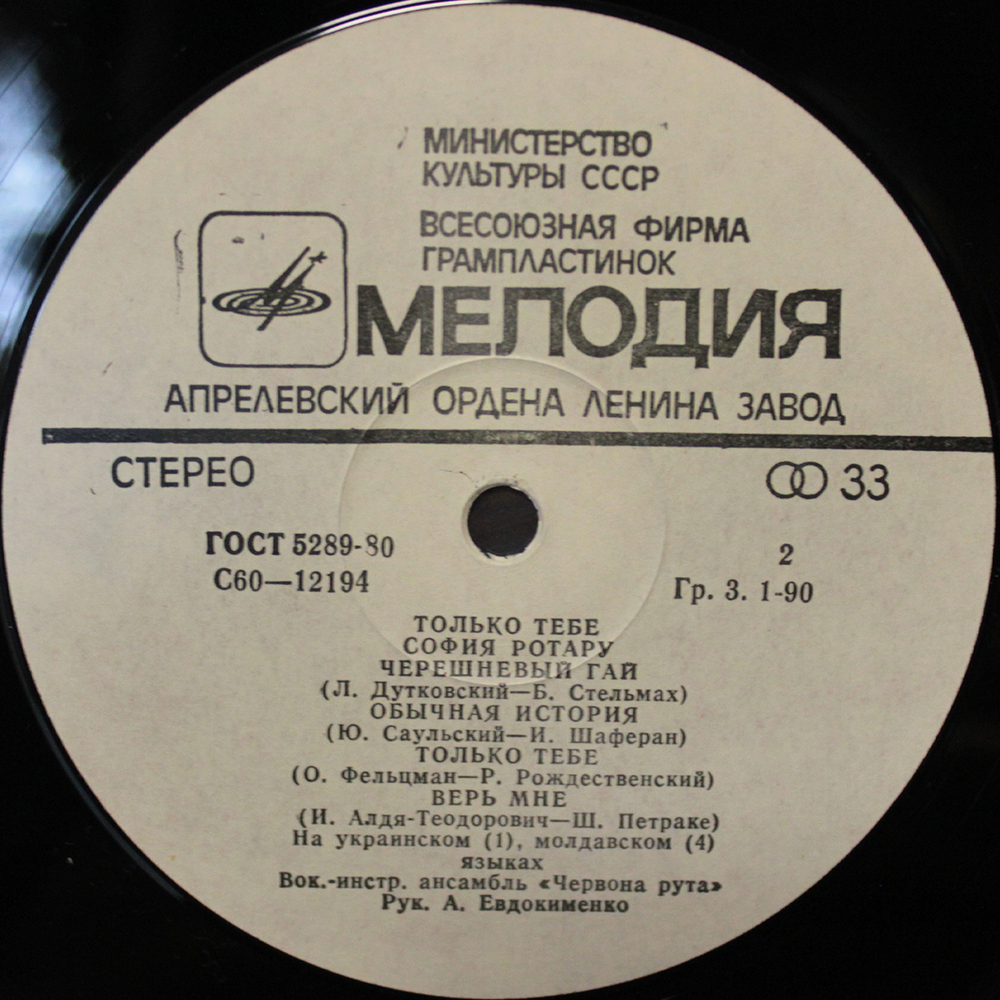 МИНИСТЕРСТВО
КУЛЬТУРЫ СССР
ВСЕСОЮЗНАЯ ФИРМА
ГРАМПЛАСТИНОК
МЕЛОДИЯ
АПРЕЛЕВСКИЙ ОРДЕНА ЛЕНИНА ЗАВОД
СТЕРЕО 33
ГОСТ 5289-80
2
С60—12194
Гр. 3. 1-90
ТОЛЬКО ТЕБЕ
СОФИЯ РОТАРУ
ЧЕРЕШНЕВЫЙ ГАЙ
(Л. Дутковский—Б. Стельмах)
ОБЫЧНАЯ ИСТОРИЯ
(Ю. Саульский—И. Шаферан)
ТОЛЬКО ТЕБЕ
(О. Фельцман—Р. Рождественский)
ВЕРЬ МНЕ
(И. Алдя-Теодорович—Ш. Петраке)
На украинском (1), молдавском (4)
языках
Вок.-инстр. ансамбль «Червона рута»
Рук. А. Евдокименко